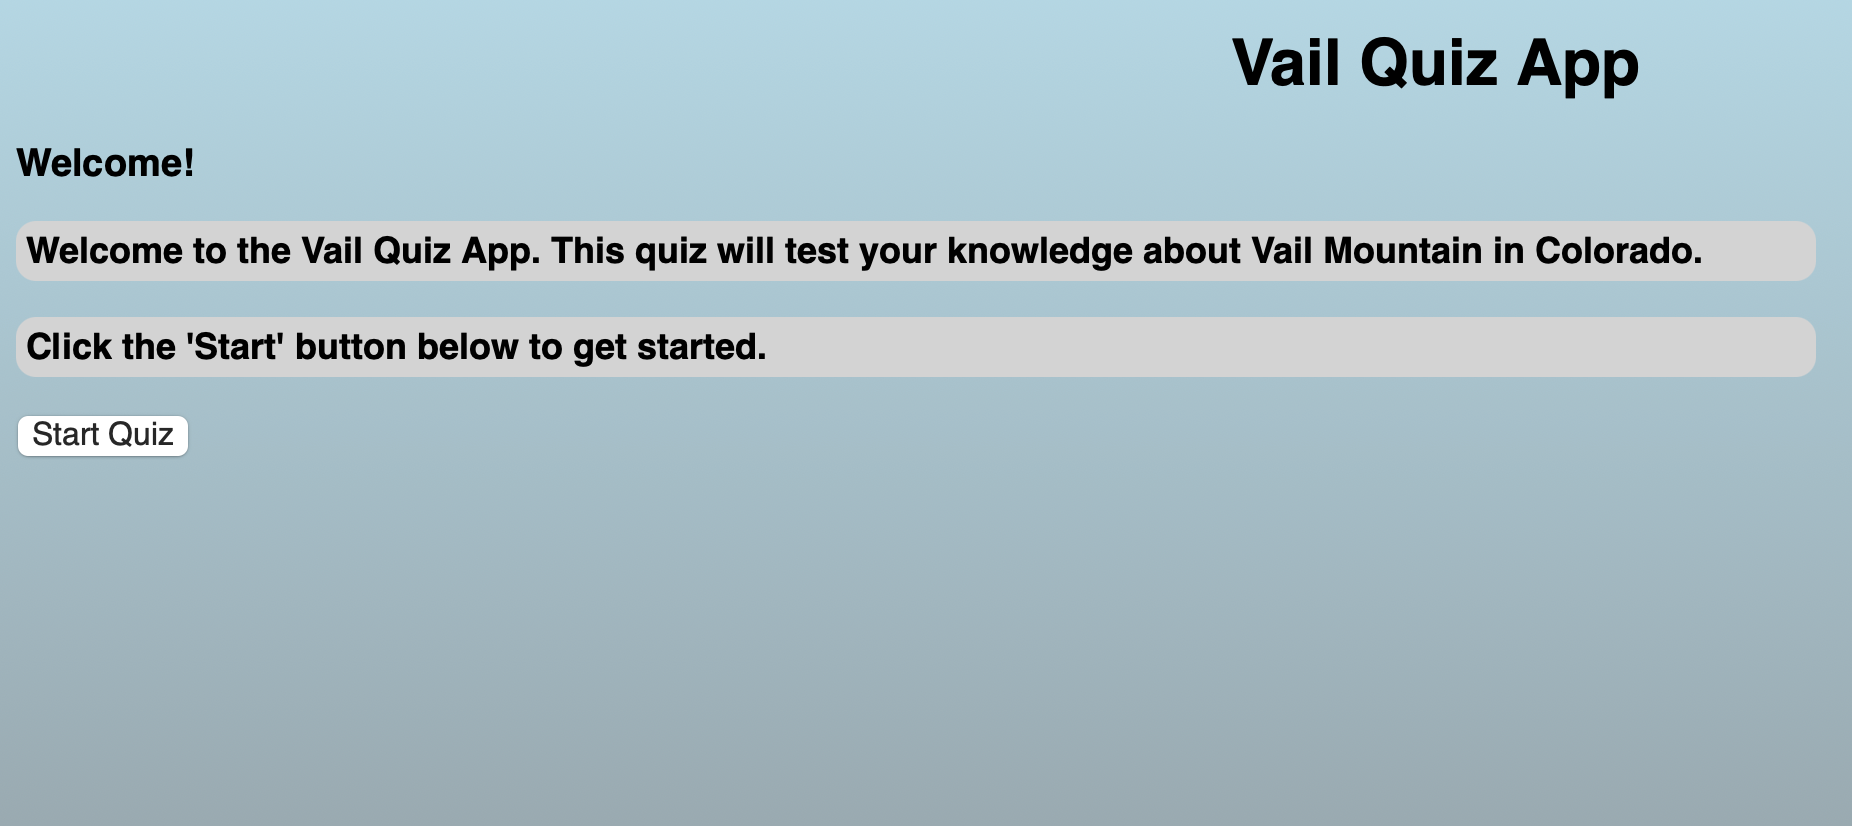 Vail Quiz App
Welcome!
Welcome to the Vail Quiz App. This quiz will test your knowledge about Vail Mountain in Colorado.
Click the 'Start' button below to get started.
Start Quiz